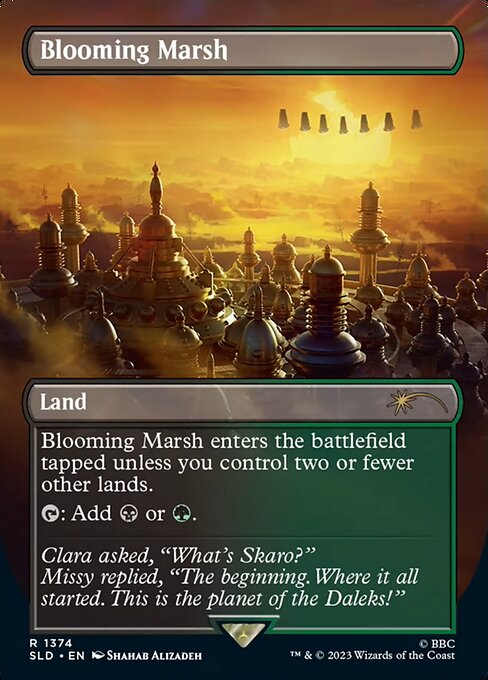 Blooming Marsh
Land
Blooming Marsh enters the battlefield
tapped unless you control two or fewer
other lands.
: Add or .
Clara asked, “What’s Skaro?”
Missy replied, “The beginning. Where it all
started. This is the planet of the Daleks!”
R 1374
SLD • EN Shahab Alizadeh
© BBC
™ & © 2023 Wizards of the Coast